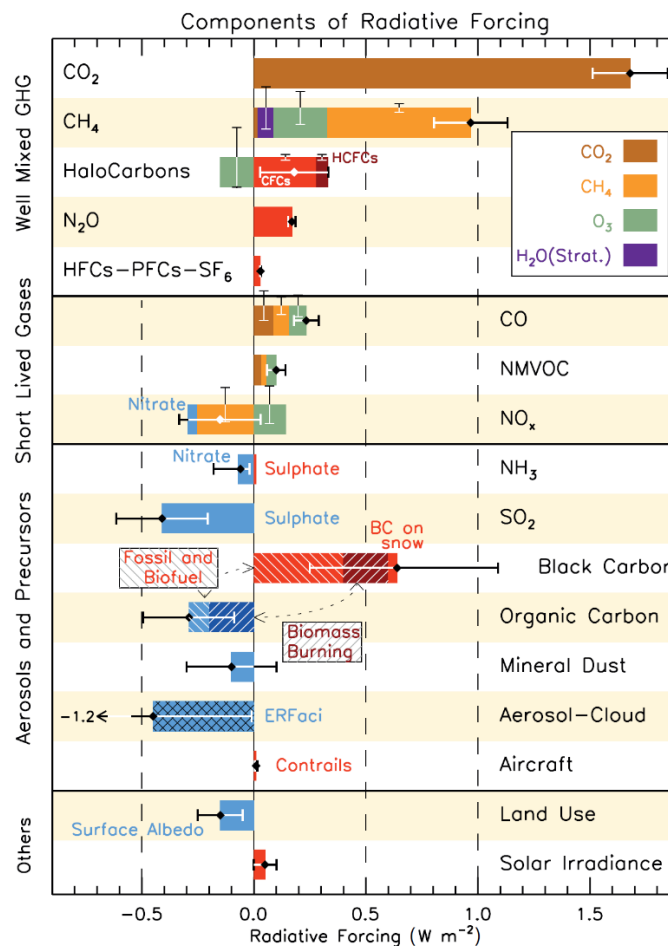 Components of Radiative Forcing
Well Mixed GHG
CO₂
CH₄
HaloCarbons
HCFCs
CFCs
N₂O
HFCs-PFCs-SF₆
CO₂
CH₄
O₃
H₂O(Strat.)
Short Lived Gases
CO
NMVOC
Nitrate
NOₓ
Aerosols and Precursors
Nitrate
Sulphate
NH₃
Sulphate
SO₂
BC on
snow
Fossil and
Biofuel
Black Carbon
Organic Carbon
Biomass
Burning
Mineral Dust
-1.2
ERFaci
Aerosol-Cloud
Contrails
Aircraft
Others
Land Use
Surface Albedo
Solar Irradiance
-0.5 0.0 0.5 1.0 1.5
Radiative Forcing (W m⁻²)